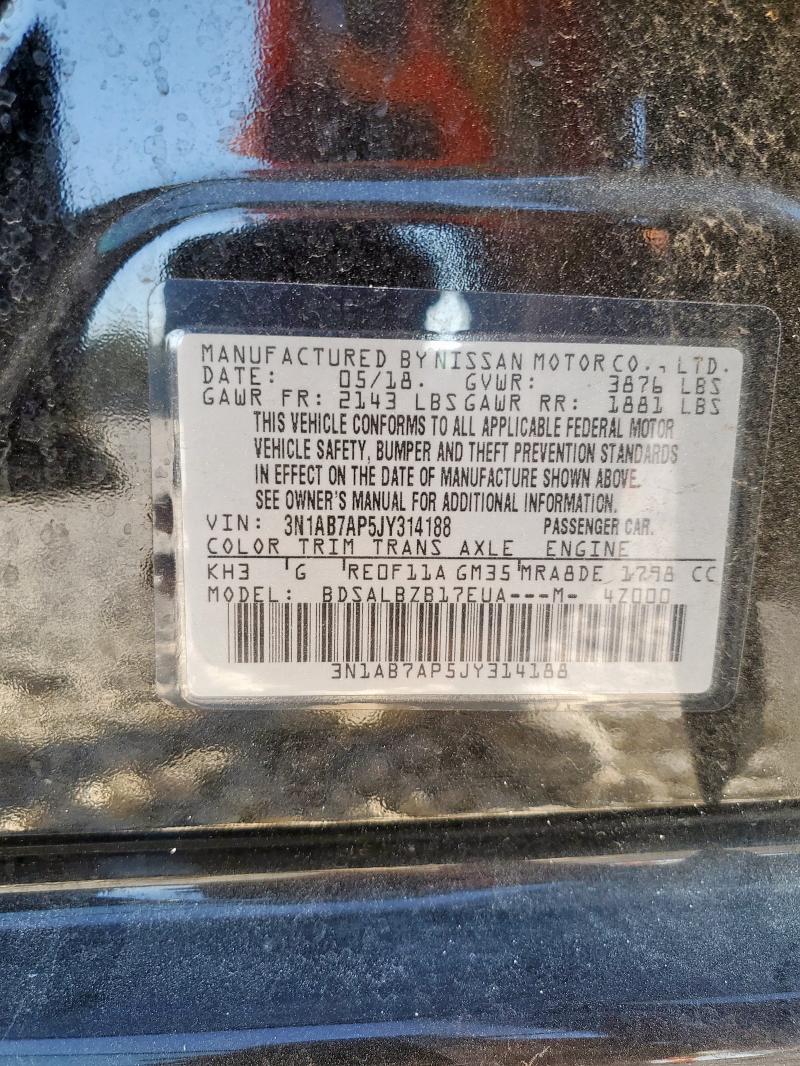 MANUFACTURED BY NISSAN MOTOR CO., LTD.
DATE: 05/18. GVWR: 3876 LBS
GAWR FR: 2143 LBS GAWR RR: 1881 LBS
THIS VEHICLE CONFORMS TO ALL APPLICABLE FEDERAL MOTOR
VEHICLE SAFETY, BUMPER AND THEFT PREVENTION STANDARDS
IN EFFECT ON THE DATE OF MANUFACTURE SHOWN ABOVE.
SEE OWNER'S MANUAL FOR ADDITIONAL INFORMATION.
VIN: 3N1AB7AP5JY314188 PASSENGER CAR.
COLOR TRIM TRANS AXLE ENGINE
KH3 G RE0F11A GM35 MRA8DE 1798 CC
MODEL: BDSALBZB17EUA---M- 4Z000
3N1AB7AP5JY314188